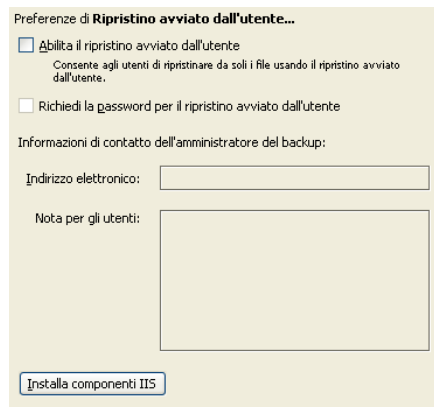 Preferenze di Ripristino avviato dall'utente...
Abilita il ripristino avviato dall'utente
Consente agli utenti di ripristinare da soli i file usando il ripristino avviato
dall'utente.
Richiedi la password per il ripristino avviato dall'utente
Informazioni di contatto dell'amministratore del backup:
Indirizzo elettronico:
Nota per gli utenti:
Installa componenti IIS